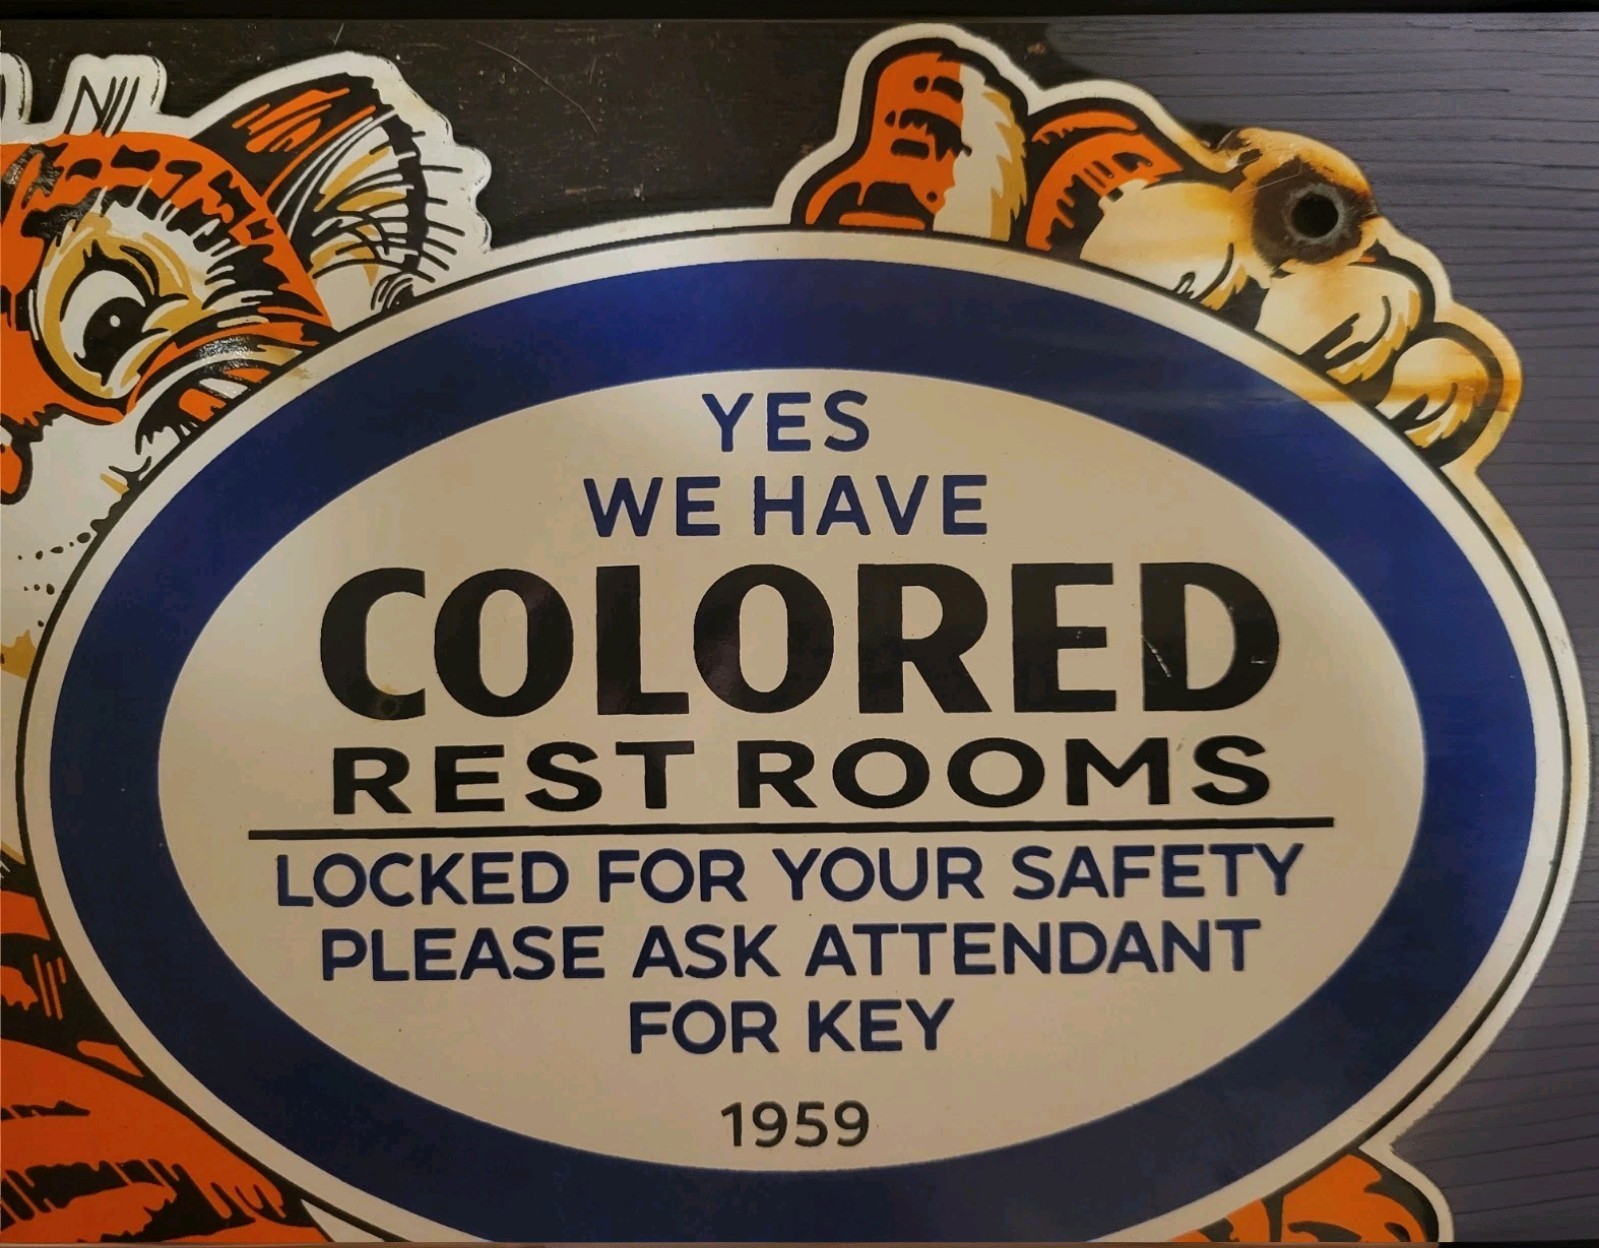 YES
WE HAVE
COLORED
REST ROOMS
LOCKED FOR YOUR SAFETY
PLEASE ASK ATTENDANT
FOR KEY
1959